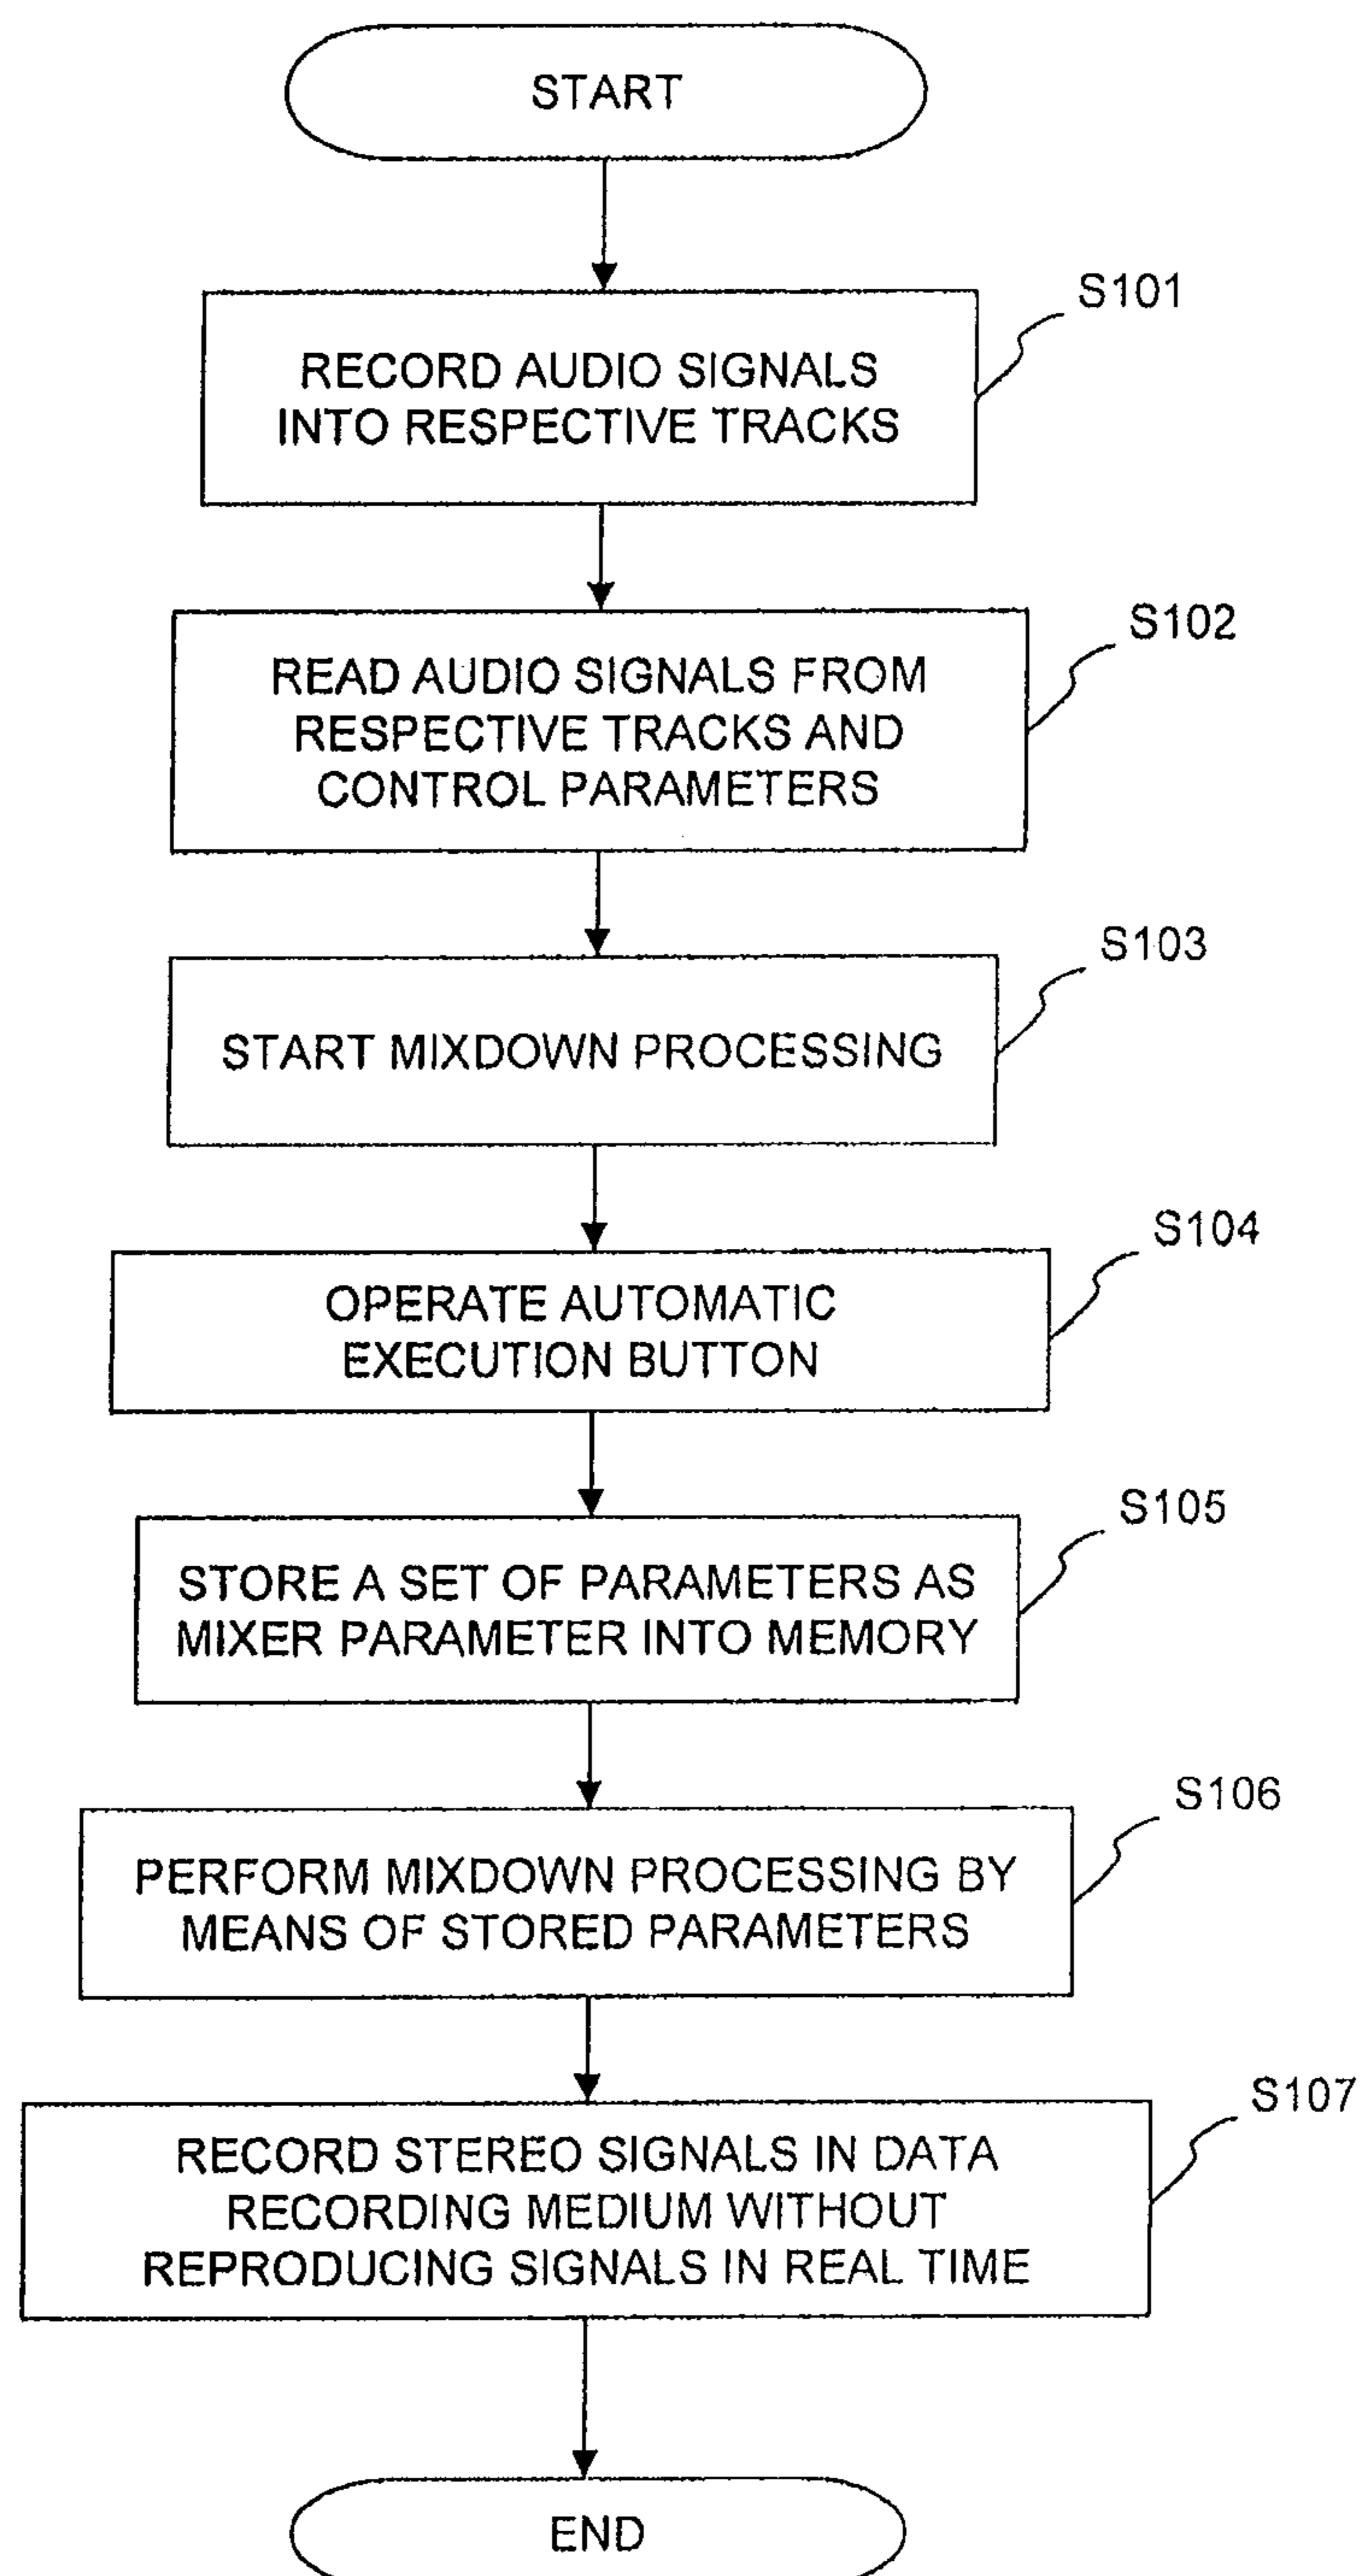 START
S101
RECORD AUDIO SIGNALS
INTO RESPECTIVE TRACKS
S102
READ AUDIO SIGNALS FROM
RESPECTIVE TRACKS AND
CONTROL PARAMETERS
S103
START MIXDOWN PROCESSING
S104
OPERATE AUTOMATIC
EXECUTION BUTTON
S105
STORE A SET OF PARAMETERS AS
MIXER PARAMETER INTO MEMORY
S106
PERFORM MIXDOWN PROCESSING BY
MEANS OF STORED PARAMETERS
S107
RECORD STEREO SIGNALS IN DATA
RECORDING MEDIUM WITHOUT
REPRODUCING SIGNALS IN REAL TIME
END